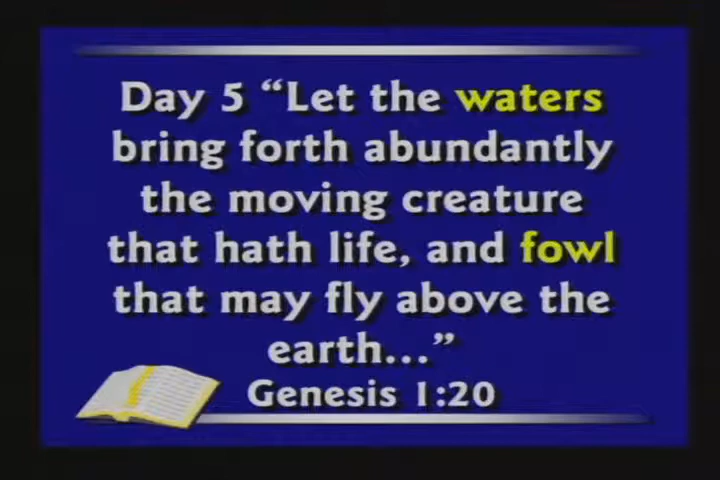 Day 5 “Let the waters
bring forth abundantly
the moving creature
that hath life, and fowl
that may fly above the
earth...”
Genesis 1:20